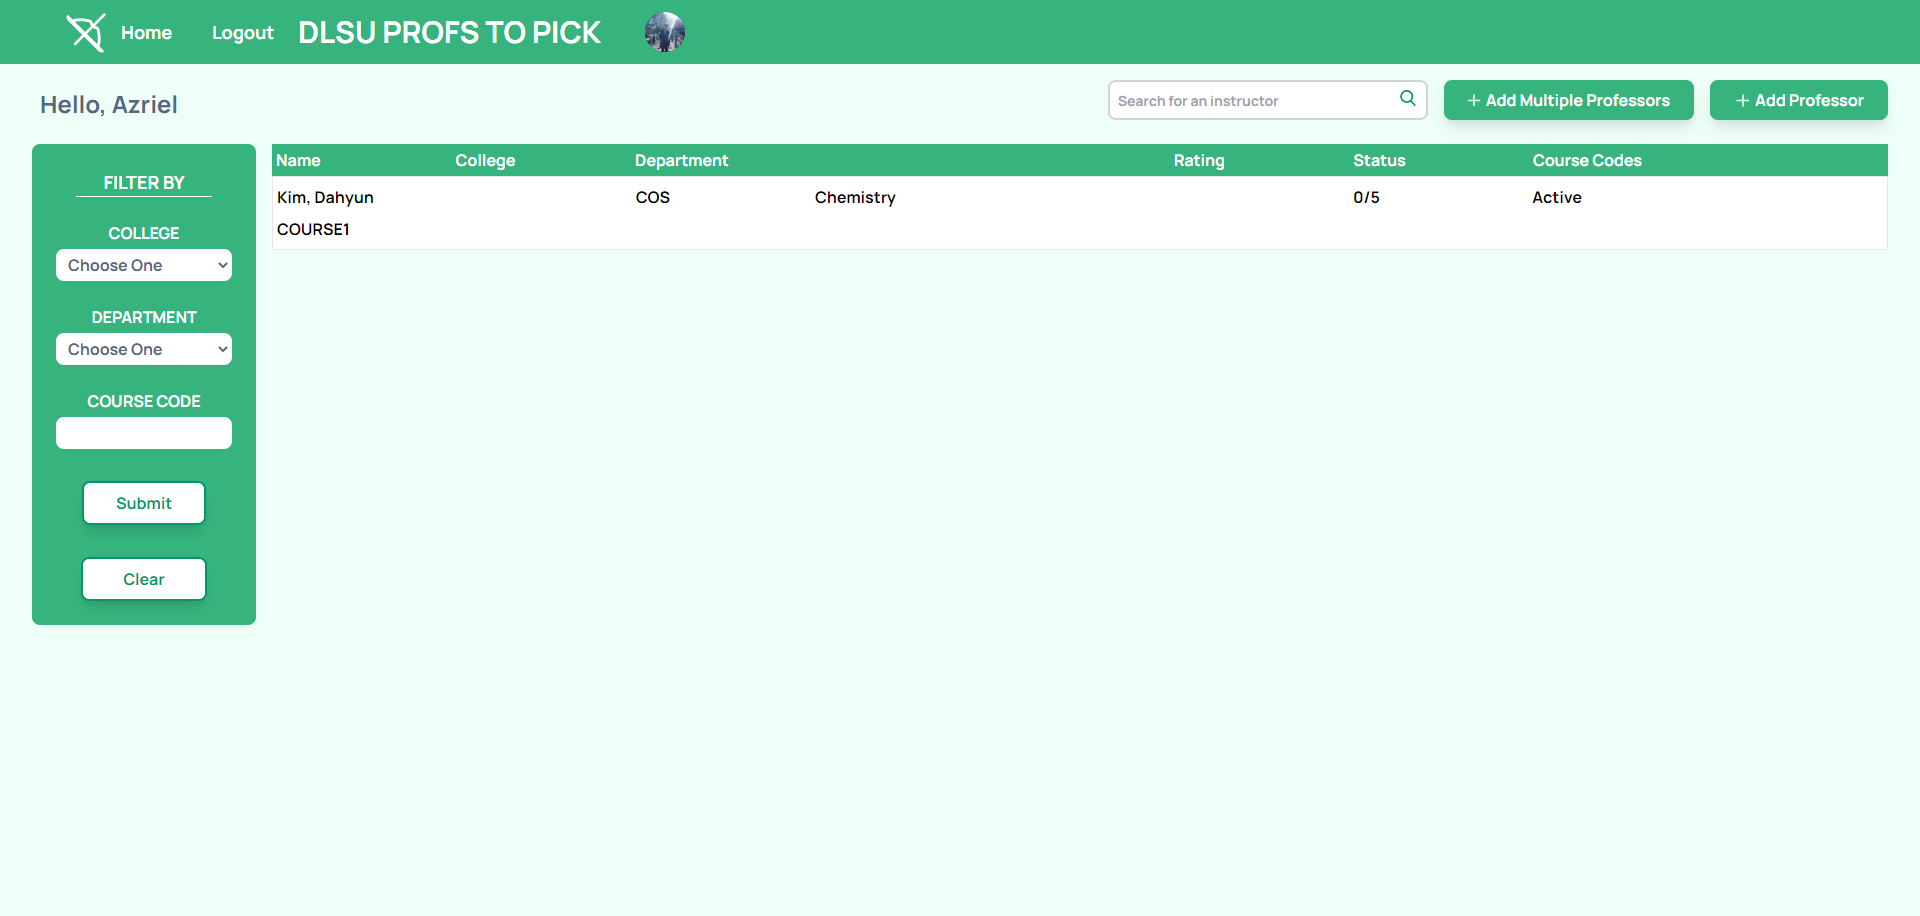 Home Logout DLSU PROFS TO PICK
Hello, Azriel
Search for an instructor
+ Add Multiple Professors
+ Add Professor
FILTER BY
COLLEGE
Choose One
DEPARTMENT
Choose One
COURSE CODE
Submit
Clear
Name College Department Rating Status Course Codes
Kim, Dahyun COS Chemistry 0/5 Active
COURSE1